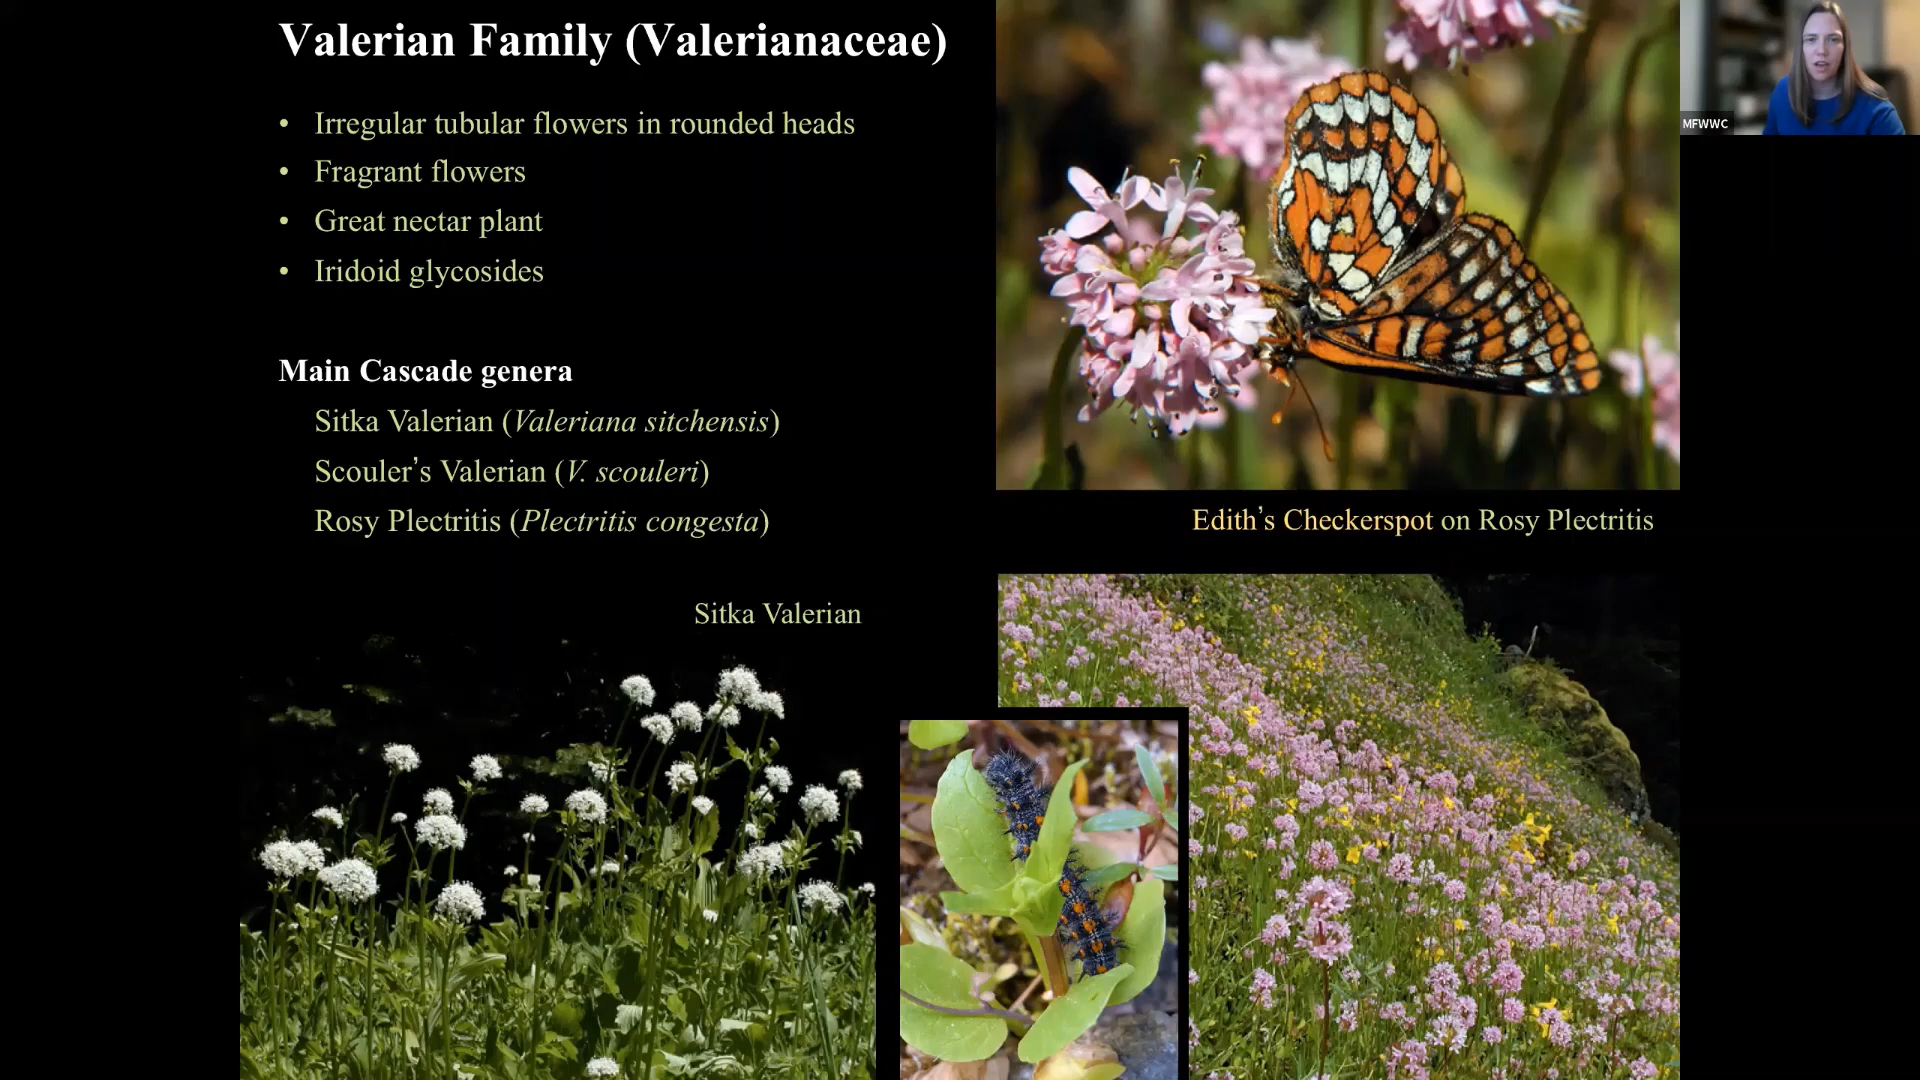 Valerian Family (Valerianaceae)
• Irregular tubular flowers in rounded heads
• Fragrant flowers
• Great nectar plant
• Iridoid glycosides
Main Cascade genera
Sitka Valerian (Valeriana sitchensis)
Scouler’s Valerian (V. scouleri)
Rosy Plectritis (Plectritis congesta)
Sitka Valerian
Edith’s Checkerspot on Rosy Plectritis
MFWWC